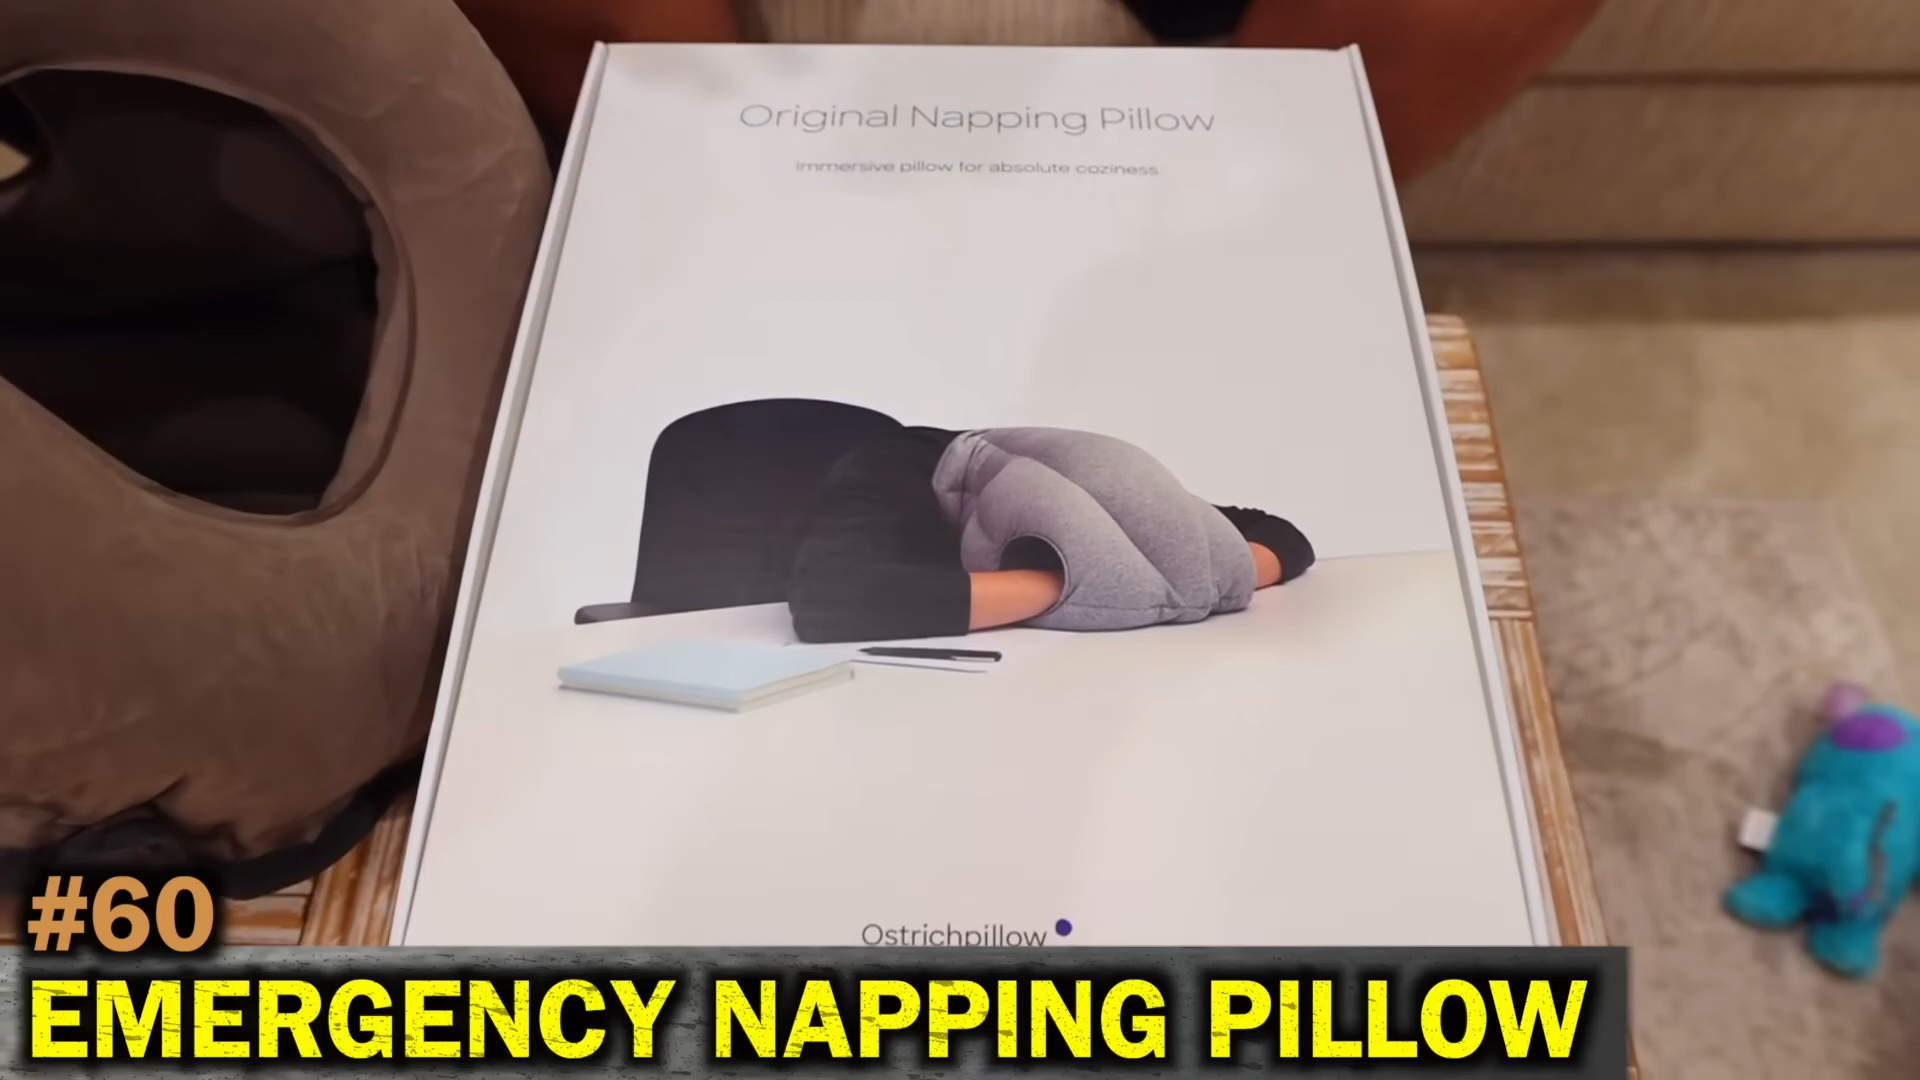 Original Napping Pillow
Immersive pillow for absolute coziness
Ostrichpillow
#60
EMERGENCY NAPPING PILLOW